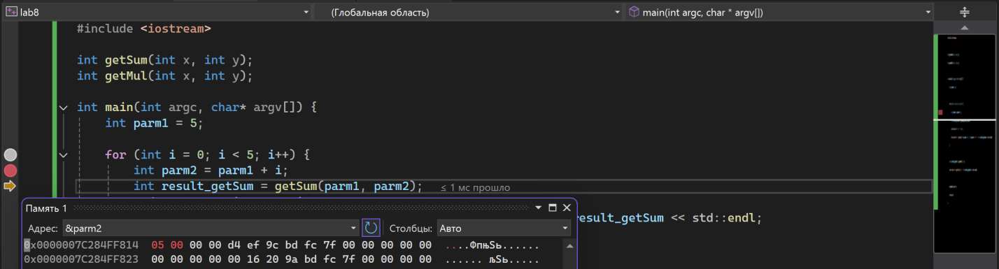 lab8 (Глобальная область) main(int argc, char * argv[])
#include <iostream>
int getSum(int x, int y);
int getMul(int x, int y);
int main(int argc, char* argv[]) {
int parm1 = 5;
for (int i = 0; i < 5; i++) {
int parm2 = parm1 + i;
int result_getSum = getSum(parm1, parm2); ≤ 1 мс прошло
Память 1
result_getSum << std::endl;
Адрес: &parm2 Столбцы: Авто
0x0000007C284FF814 05 00 00 00 d4 ef 9c bd fc 7f 00 00 00 00 00 ....ФпњЅь......
0x0000007C284FF823 00 00 00 00 00 16 20 9a bd fc 7f 00 00 00 00 ...... љЅь.....